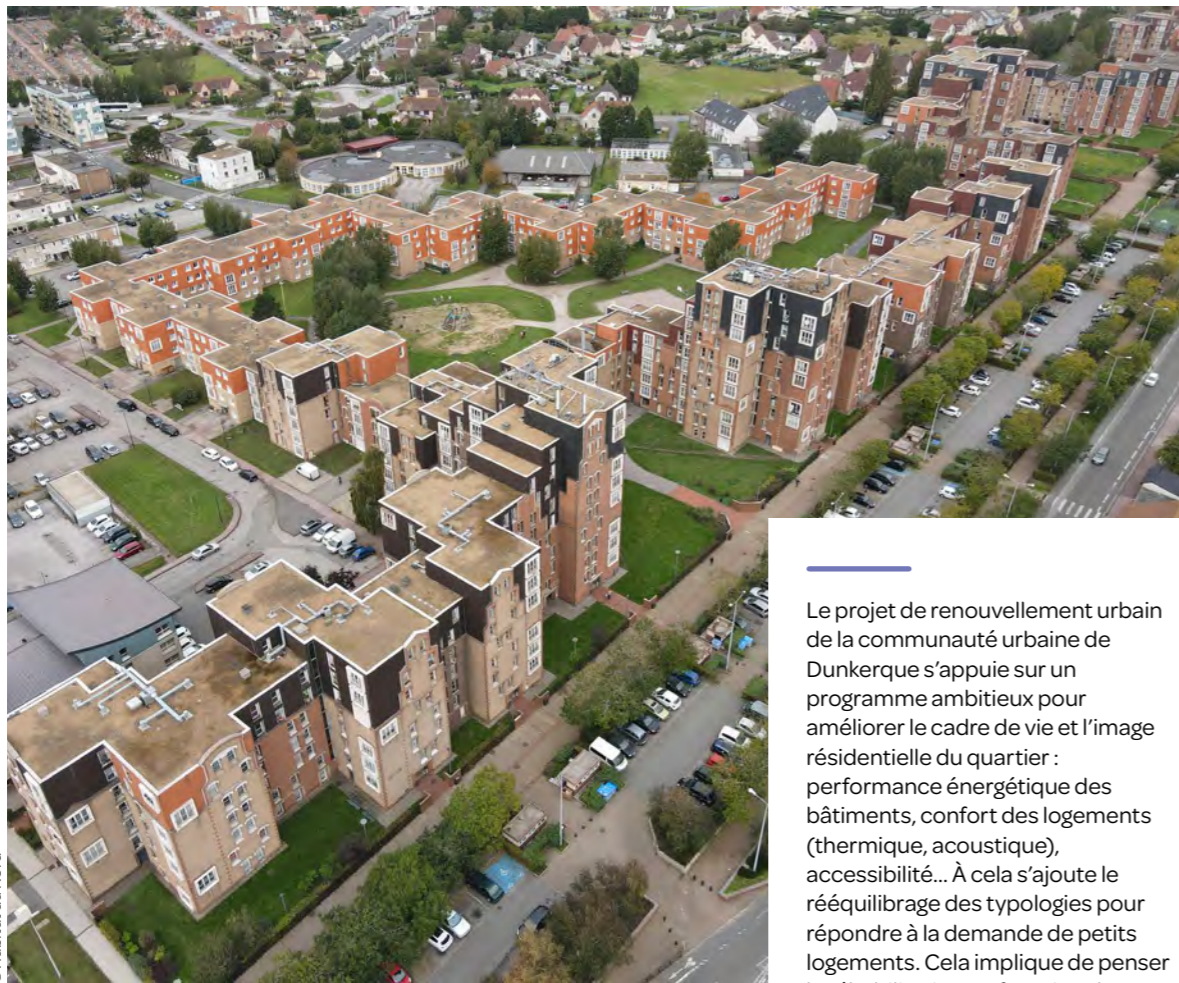 Le projet de renouvellement urbain
de la communauté urbaine de
Dunkerque s’appuie sur un
programme ambitieux pour
améliorer le cadre de vie et l’image
résidentielle du quartier :
performance énergétique des
bâtiments, confort des logements
(thermique, acoustique),
accessibilité... À cela s’ajoute le
rééquilibrage des typologies pour
répondre à la demande de petits
logements. Cela implique de penser